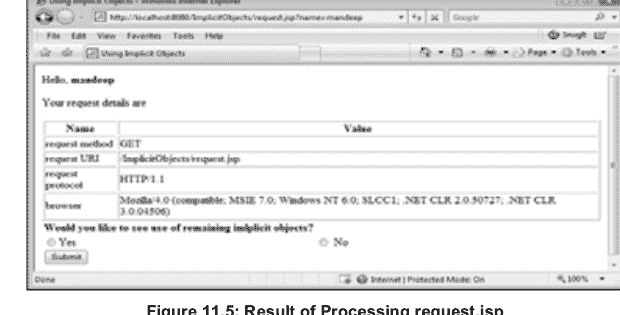 Using Implicit Objects - Windows Internet Explorer
http://localhost:8080/ImplicitObjects/request.jsp?name=mandeep
Google
File Edit View Favorites Tools Help
SnagIt
Using Implicit Objects
Page Tools
Hello, mandeep
Your request details are
Name Value
request method GET
request URI /ImplicitObjects/request.jsp
request
protocol
HTTP/1.1
browser
Mozilla/4.0 (compatible; MSIE 7.0; Windows NT 6.0; SLCC1; .NET CLR 2.0.50727; .NET CLR
3.0.04506)
Would you like to see use of remaining implicit objects?
Yes No
Submit
Done Internet | Protected Mode: On 100%
Figure 11.5: Result of Processing request.jsp